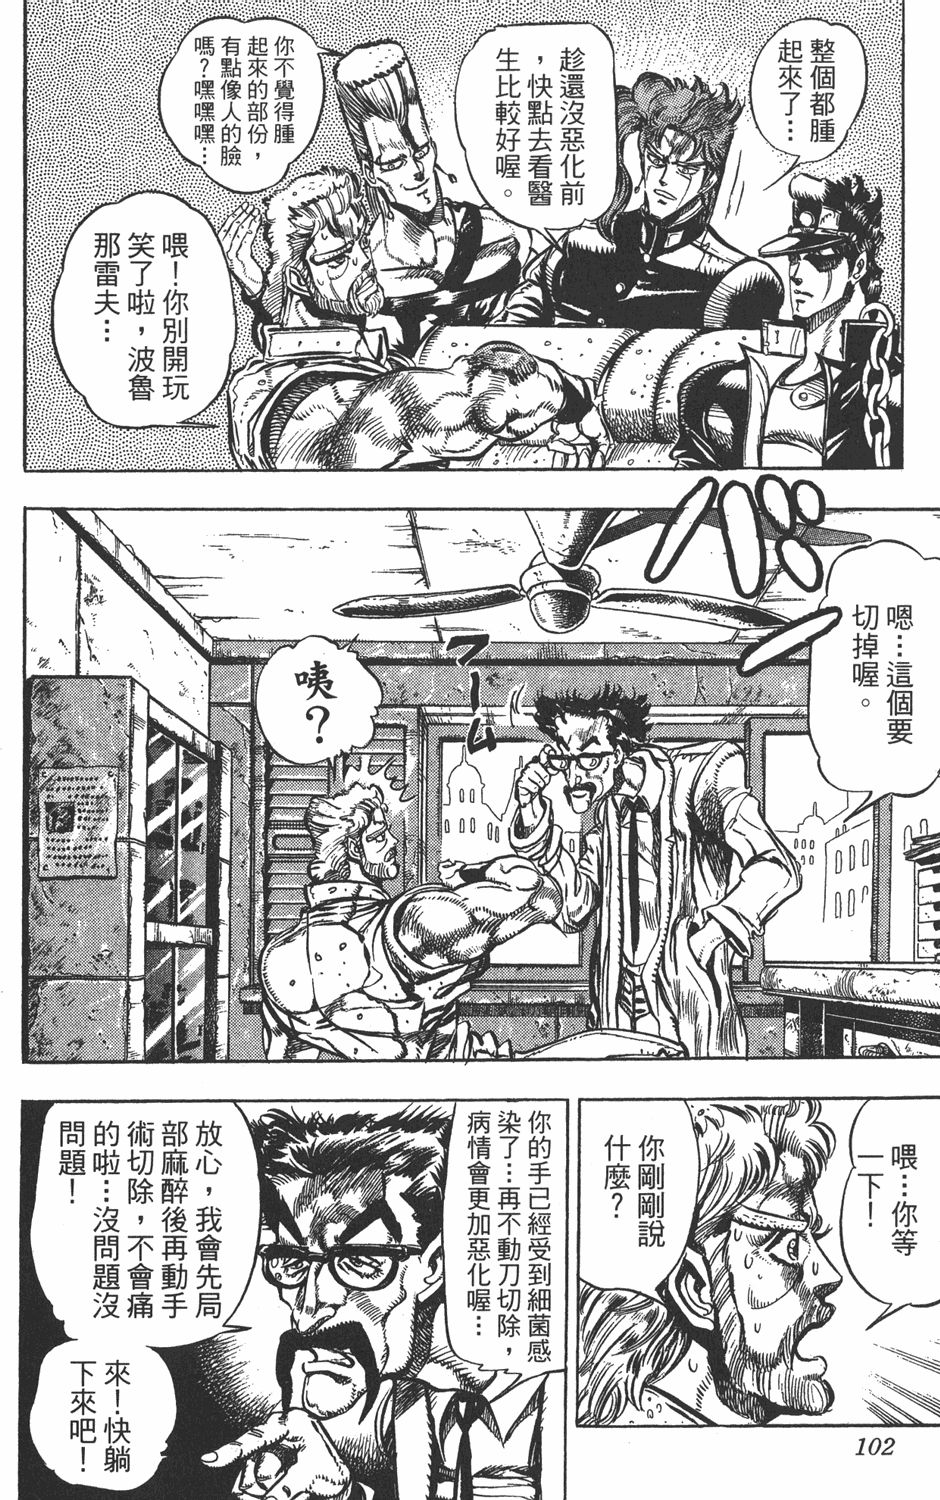 整個都腫
起來了…
趁還沒惡化前
，快點去看醫
生比較好喔。
你不覺得腫
起來的部份，
有點像人的臉
嗎？嘿嘿嘿…
喂！你別開玩
笑了啦，波魯
那雷夫…
バン
嗯…這個要
切掉喔。
ブーム
咦？
喂…你等
一下！
你剛剛說
什麼？
你的手已經受到細菌感
染了…再不動刀切除，
病情會更加惡化喔…
放心，我會先局
部麻醉後再動手
術切除，不會痛
的啦…沒問題沒
問題！
來！快躺
下來吧！
102